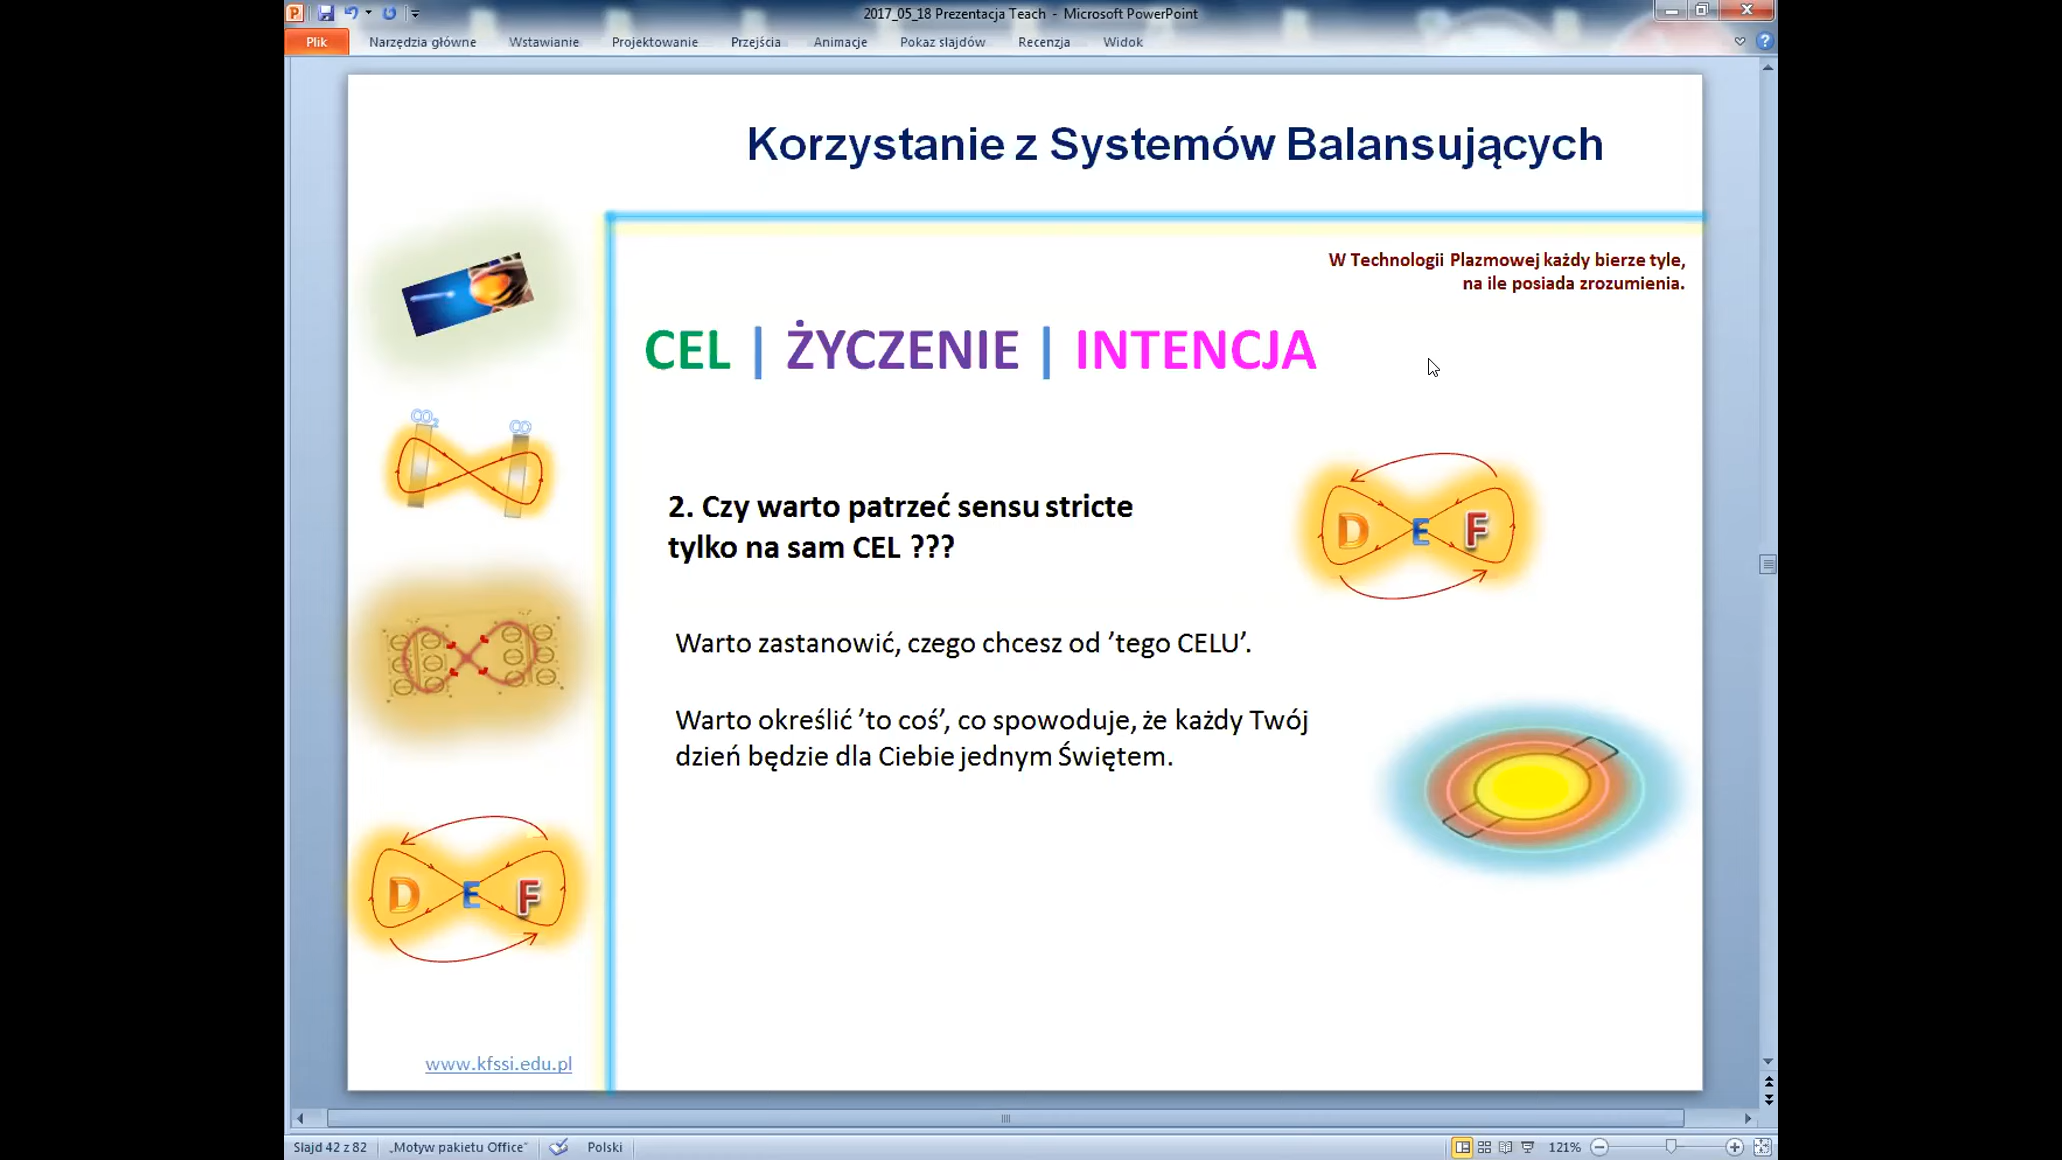 2017_05_18 Prezentacja Teach - Microsoft PowerPoint
Plik Narzędzia główne Wstawianie Projektowanie Przejścia Animacje Pokaz slajdów Recenzja Widok
Korzystanie z Systemów Balansujących
W Technologii Plazmowej każdy bierze tyle,
na ile posiada zrozumienia.
CEL | ŻYCZENIE | INTENCJA
CO2 CO
2. Czy warto patrzeć sensu stricte
tylko na sam CEL ???
D E F
Warto zastanowić, czego chcesz od ’tego CELU’.
Warto określić ’to coś’, co spowoduje, że każdy Twój
dzień będzie dla Ciebie jednym Świętem.
D E F
www.kfssi.edu.pl
Slajd 42 z 82 „Motyw pakietu Office” Polski 121%